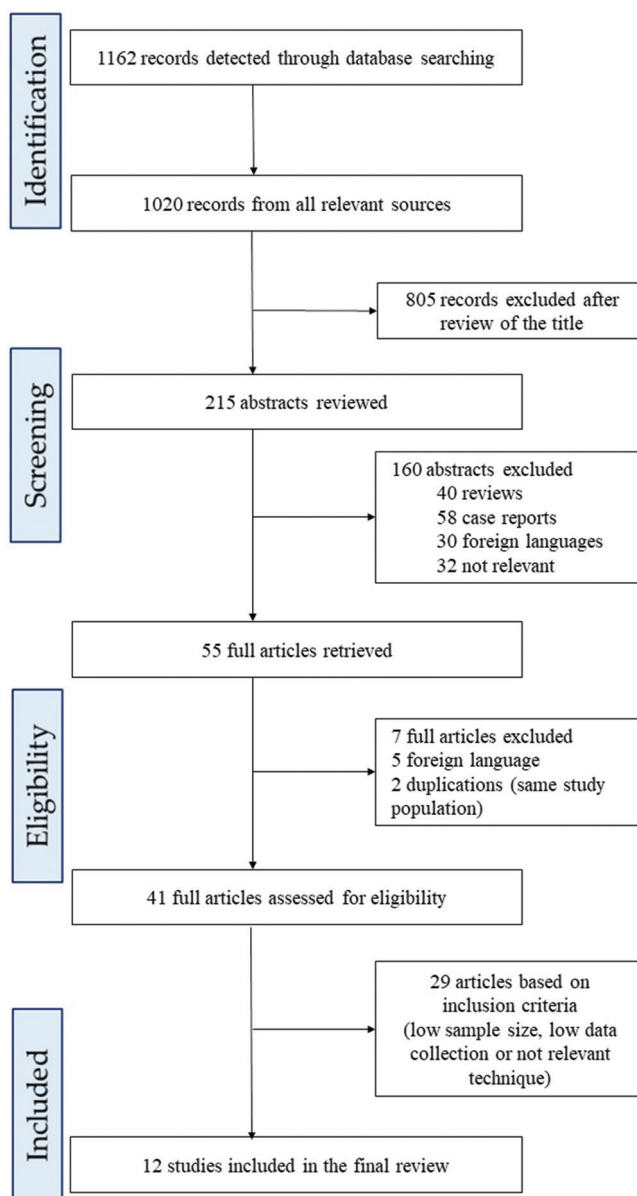 Identification
1162 records detected through database searching
1020 records from all relevant sources
805 records excluded after
review of the title
Screening
215 abstracts reviewed
160 abstracts excluded
40 reviews
58 case reports
30 foreign languages
32 not relevant
55 full articles retrieved
Eligibility
7 full articles excluded
5 foreign language
2 duplications (same study
population)
41 full articles assessed for eligibility
29 articles based on
inclusion criteria
(low sample size, low data
collection or not relevant
technique)
Included
12 studies included in the final review